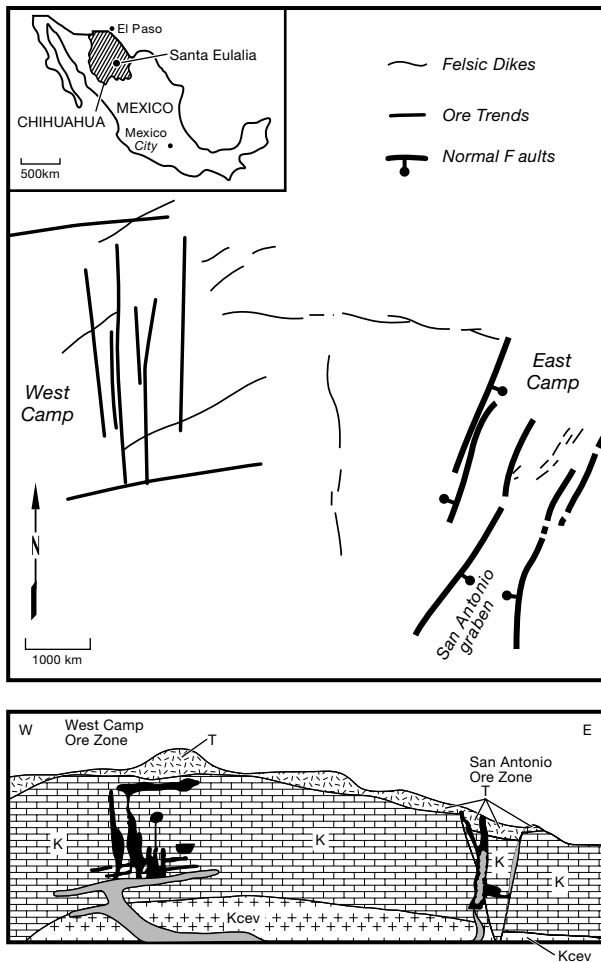 El Paso
Santa Eulalia
CHIHUAHUA
MEXICO
Mexico
City
500km
Felsic Dikes
Ore Trends
Normal F aults
West
Camp
East
Camp
N
1000 km
San Antonio
graben
W
West Camp
Ore Zone
T
E
San Antonio
Ore Zone
T
K
K
K
K
Kcev
Kcev